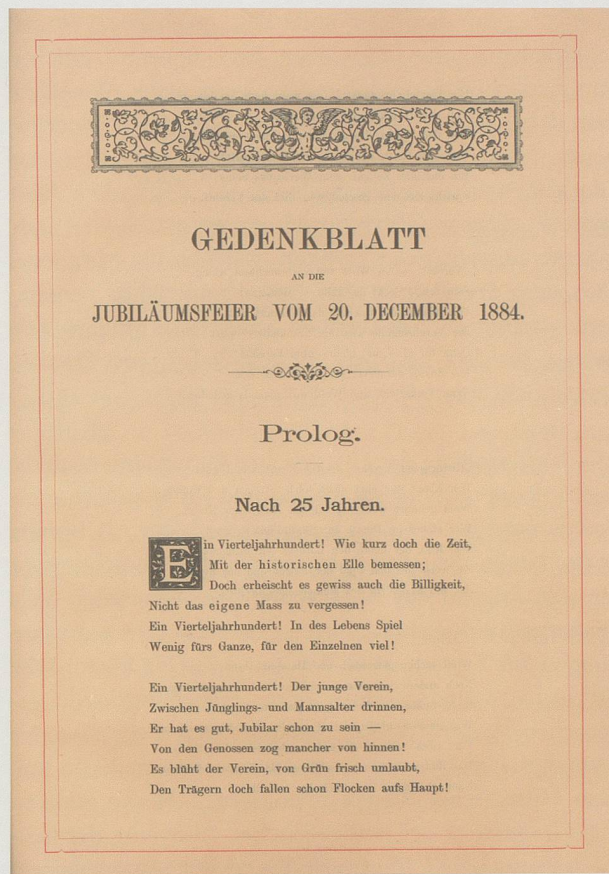 GEDENKBLATT
AN DIE
JUBILÄUMSFEIER VOM 20. DECEMBER 1884.
Prolog.
Nach 25 Jahren.
Ein Vierteljahrhundert! Wie kurz doch die Zeit,
Mit der historischen Elle bemessen;
Doch erheischt es gewiss auch die Billigkeit,
Nicht das eigene Mass zu vergessen!
Ein Vierteljahrhundert! In des Lebens Spiel
Wenig fürs Ganze, für den Einzelnen viel!
Ein Vierteljahrhundert! Der junge Verein,
Zwischen Jünglings- und Mannsalter drinnen,
Er hat es gut, Jubilar schon zu sein —
Von den Genossen zog mancher von hinnen!
Es blüht der Verein, von Grün frisch umlaubt,
Den Trägern doch fallen schon Flocken aufs Haupt!